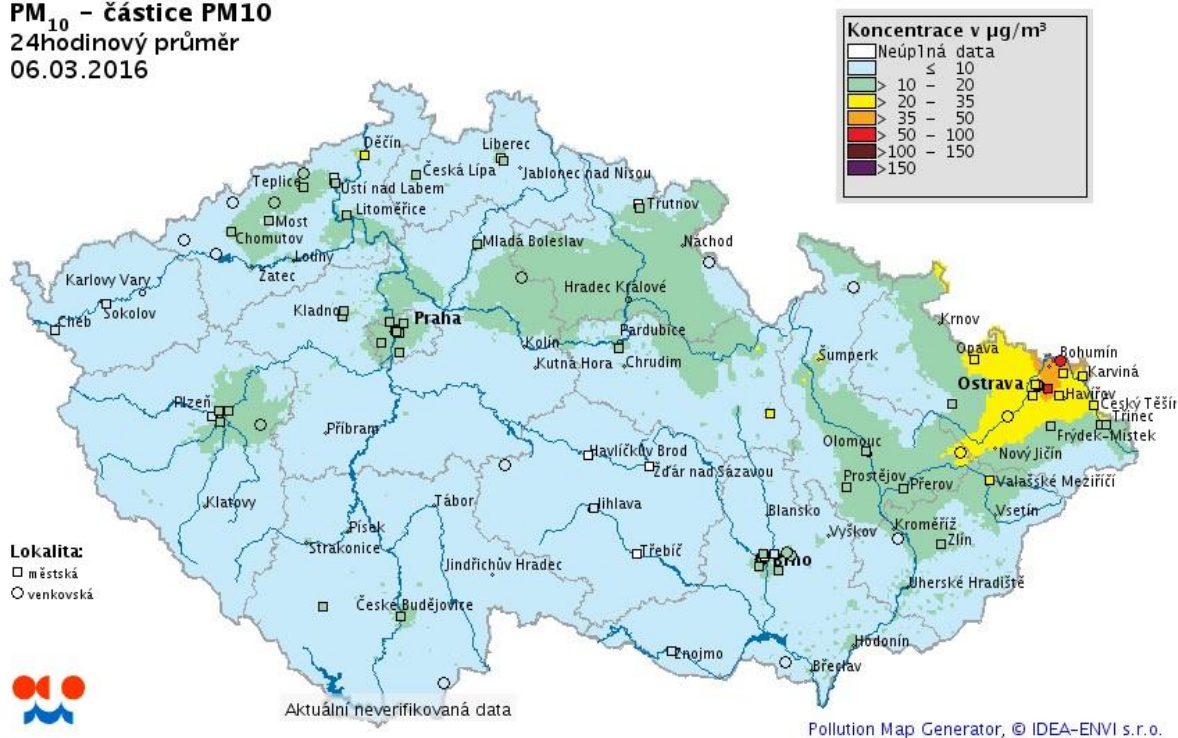 PM10 – částice PM10
24hodinový průměr
06.03.2016
Koncentrace v µg/m³
Neúplná data
≤ 10
> 10 – 20
> 20 – 35
> 35 – 50
> 50 – 100
>100 – 150
>150
Děčín
Liberec
Česká Lípa
Jablonec nad Nisou
Teplice
Ústí nad Labem
Litoměřice
Trutnov
Most
Chomutov
Mladá Boleslav
Náchod
Louny
Žatec
Karlovy Vary
Sokolov
Cheb
Hradec Králové
Kladno
Praha
Pardubice
Kolín
Kutná Hora
Chrudim
Šumperk
Krnov
Opava
Bohumín
Karviná
Ostrava
Havířov
Český Těšín
Třinec
Frýdek-Místek
Nový Jičín
Plzeň
Příbram
Havlíčkův Brod
Žďár nad Sázavou
Olomouc
Prostějov
Přerov
Valašské Meziříčí
Vsetín
Klatovy
Tábor
Jihlava
Blansko
Písek
Strakonice
Vyškov
Kroměříž
Zlín
Třebíč
Brno
Jindřichův Hradec
Uherské Hradiště
České Budějovice
Znojmo
Hodonín
Břeclav
Lokalita:
městská
venkovská
Aktuální neverifikovaná data
Pollution Map Generator, © IDEA-ENVI s.r.o.